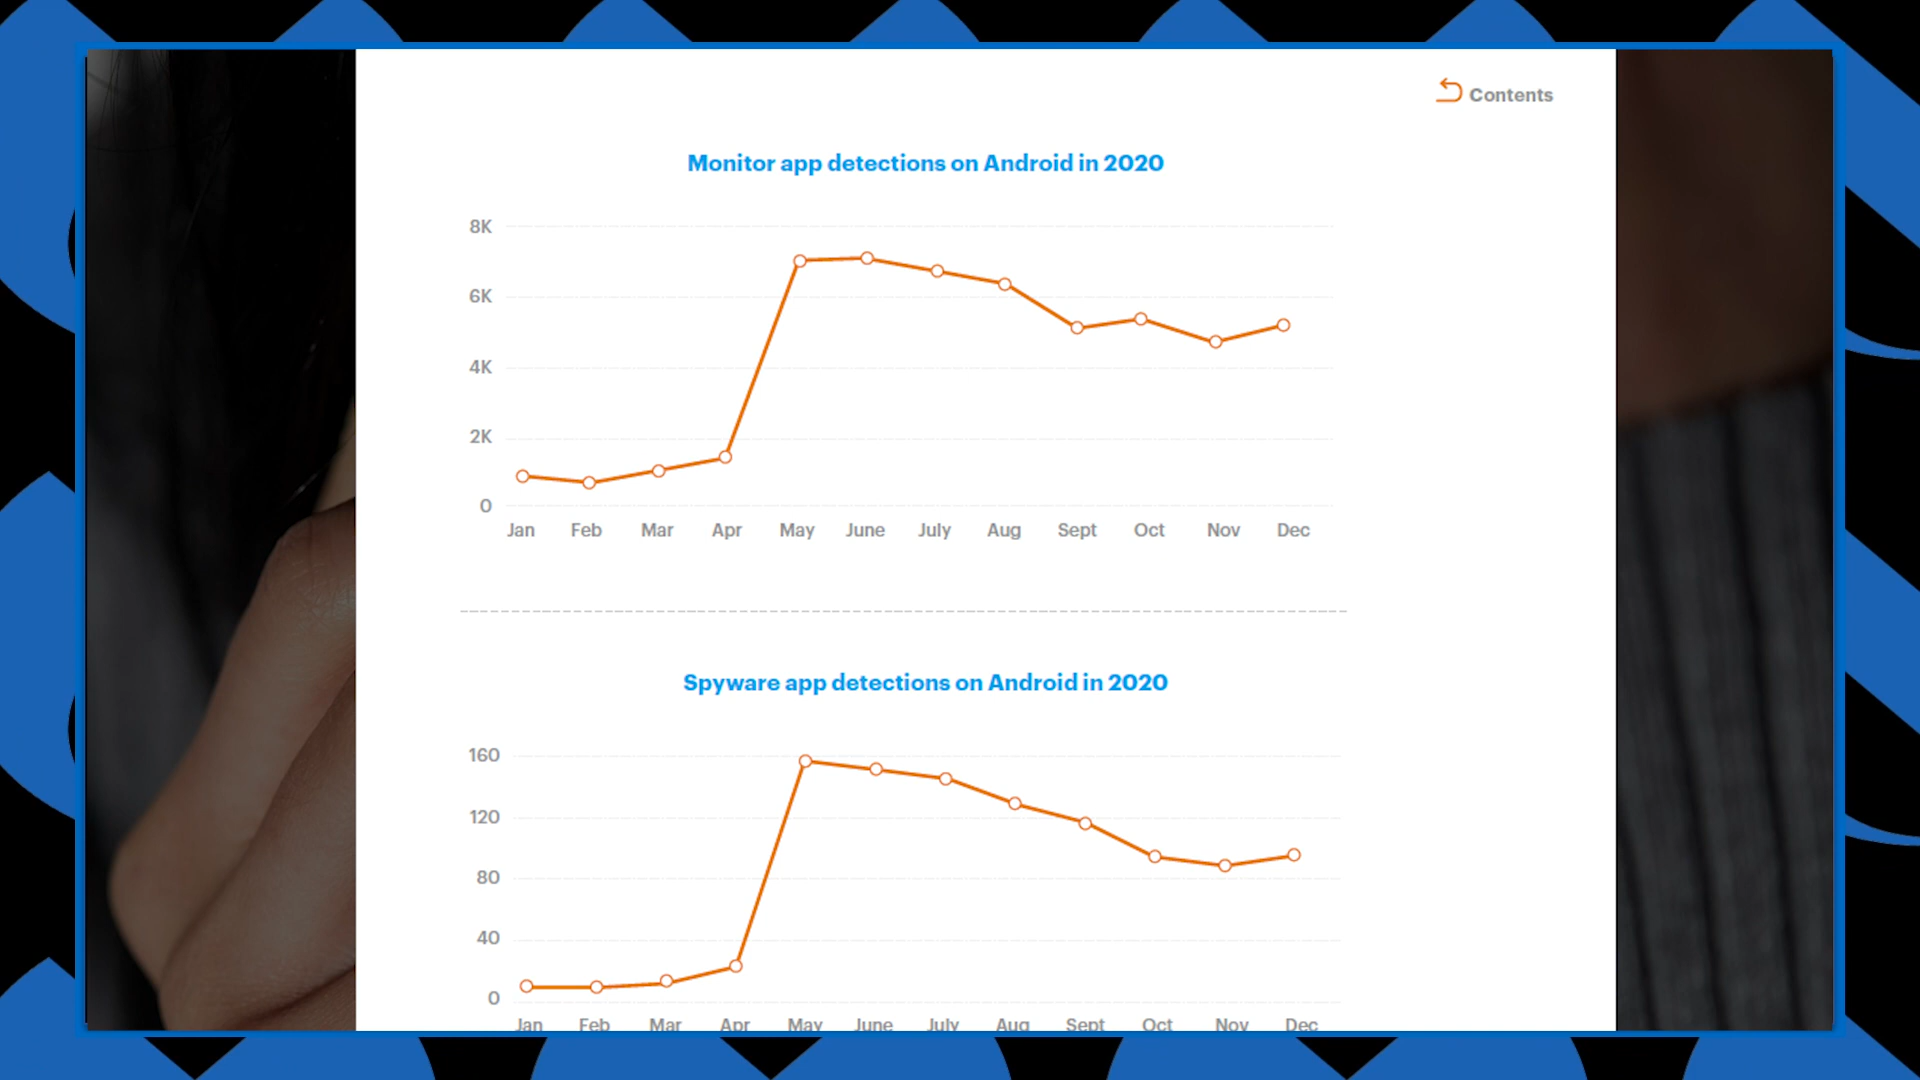 Contents
Monitor app detections on Android in 2020
8K
6K
4K
2K
0
Jan Feb Mar Apr May June July Aug Sept Oct Nov Dec
Spyware app detections on Android in 2020
160
120
80
40
0
Jan Feb Mar Apr May June July Aug Sept Oct Nov Dec